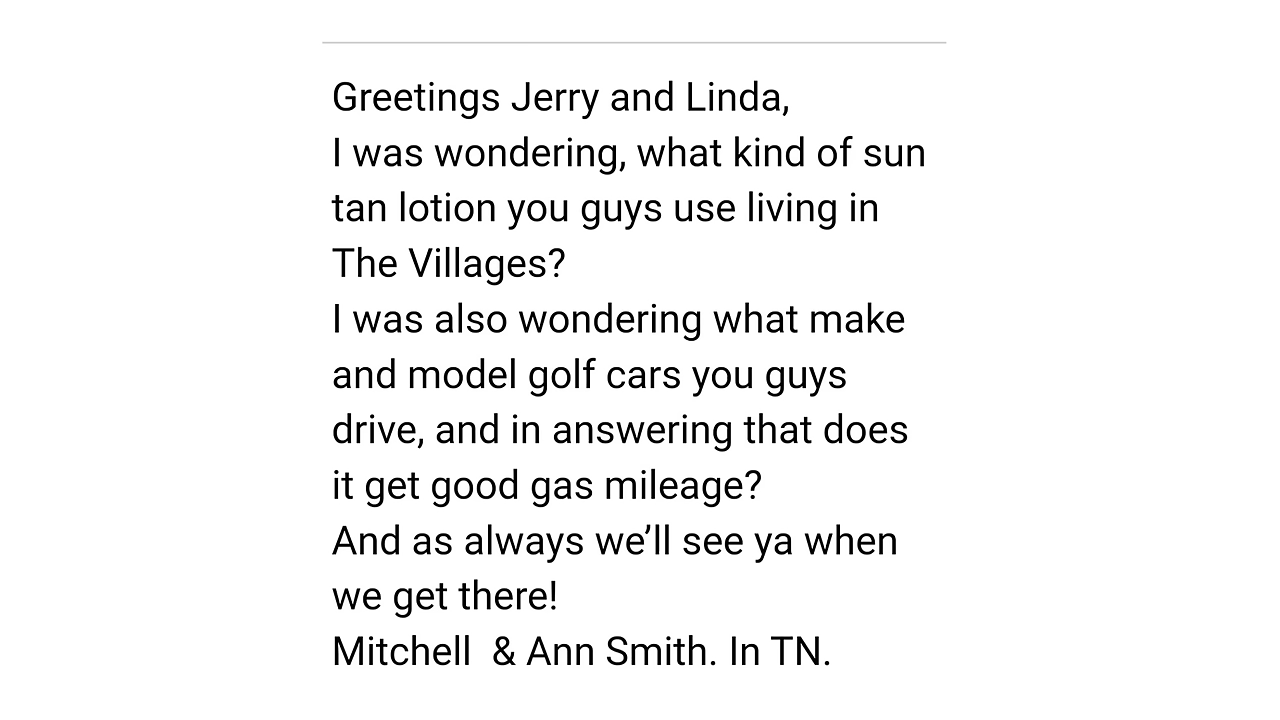 Greetings Jerry and Linda,
I was wondering, what kind of sun
tan lotion you guys use living in
The Villages?
I was also wondering what make
and model golf cars you guys
drive, and in answering that does
it get good gas mileage?
And as always we’ll see ya when
we get there!
Mitchell  & Ann Smith. In TN.